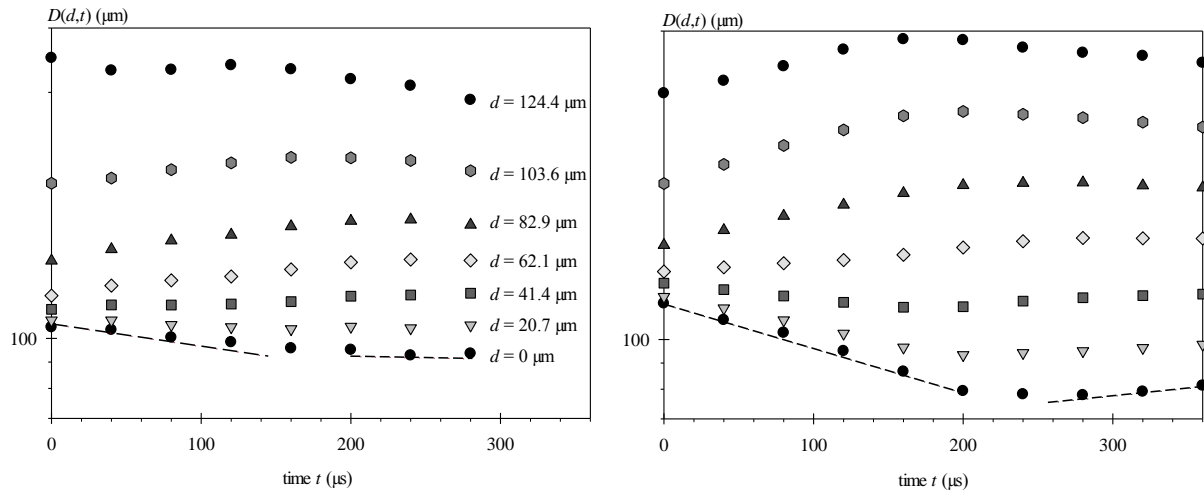 D(d,t) (μm)
d = 124.4 μm
d = 103.6 μm
d = 82.9 μm
d = 62.1 μm
d = 41.4 μm
d = 20.7 μm
100
d = 0 μm
0 100 200 300
time t (μs)
D(d,t) (μm)
100
0 100 200 300
time t (μs)